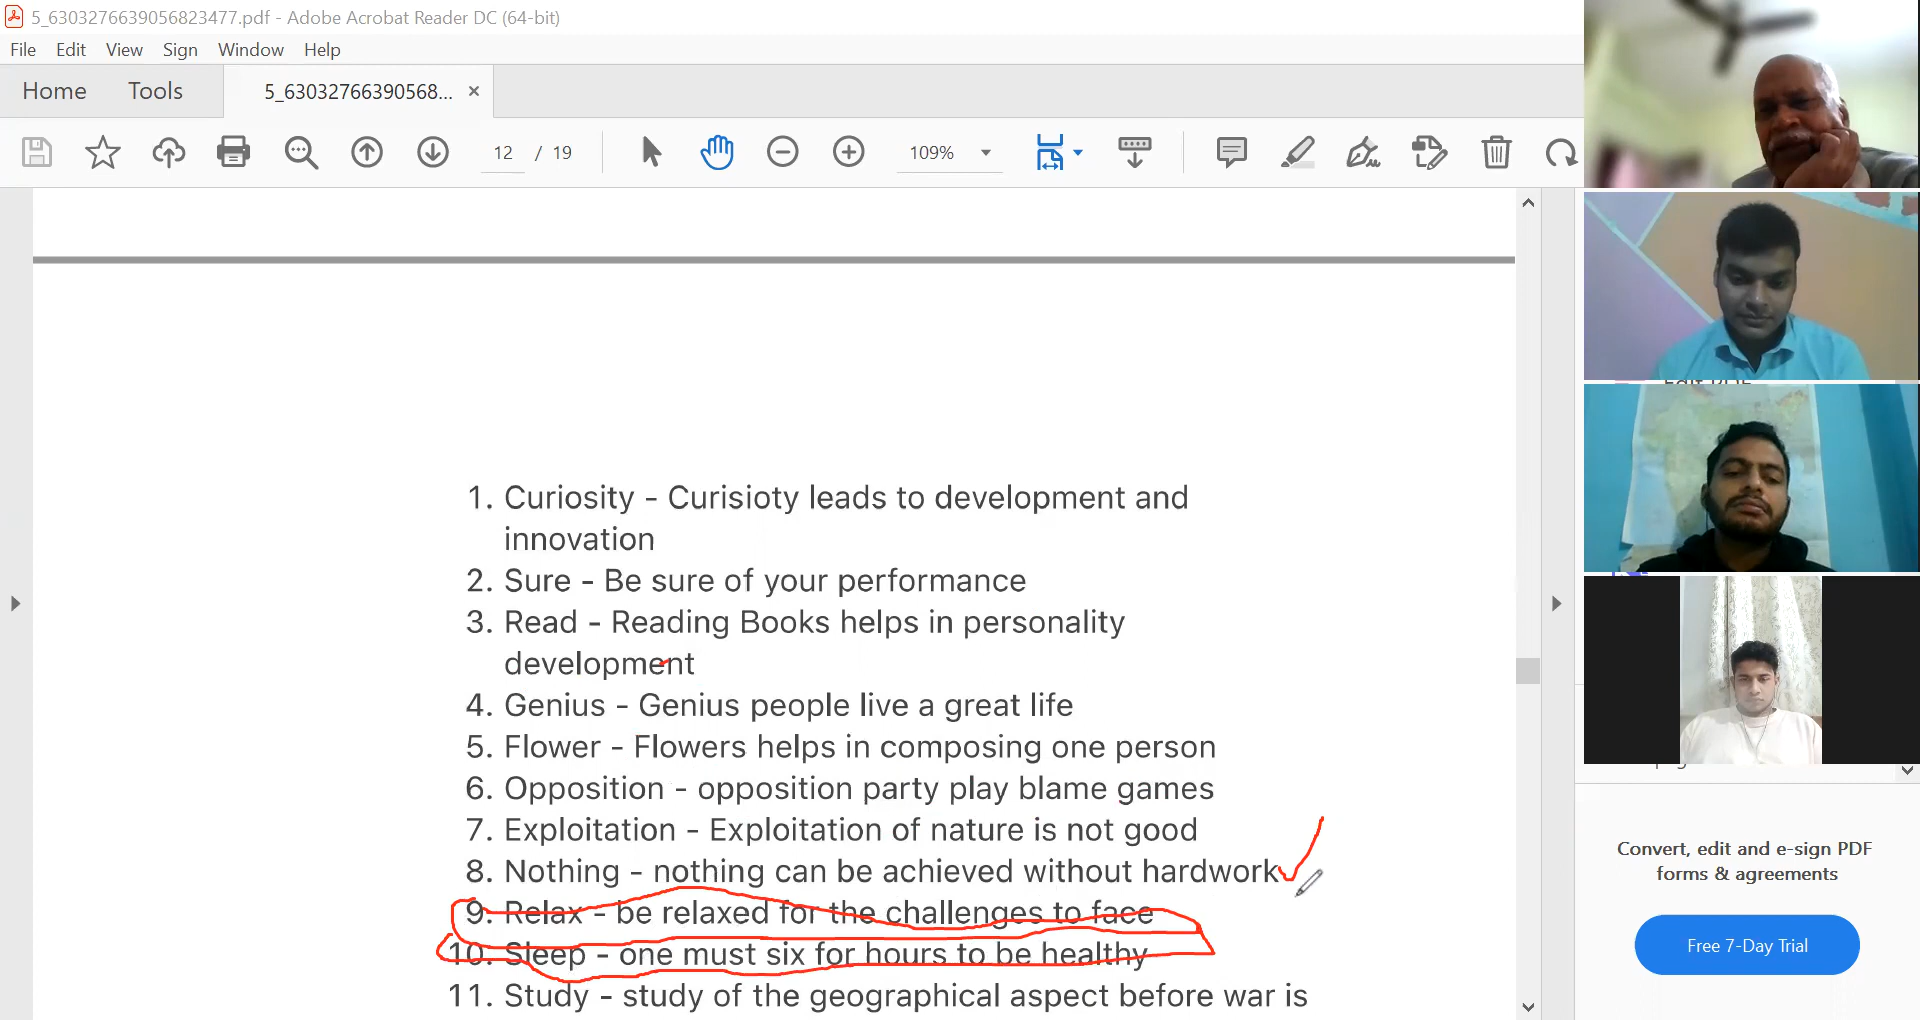 5_6303276639056823477.pdf - Adobe Acrobat Reader DC (64-bit)
File Edit View Sign Window Help
Home Tools 5_63032766390568... ×
12 / 19 109%
1. Curiosity - Curisioty leads to development and
innovation
2. Sure - Be sure of your performance
3. Read - Reading Books helps in personality
development
4. Genius - Genius people live a great life
5. Flower - Flowers helps in composing one person
6. Opposition - opposition party play blame games
7. Exploitation - Exploitation of nature is not good
8. Nothing - nothing can be achieved without hardwork
9. Relax - be relaxed for the challenges to face
10. Sleep - one must six for hours to be healthy
11. Study - study of the geographical aspect before war is
Edit PDF
Convert, edit and e-sign PDF
forms & agreements
Free 7-Day Trial